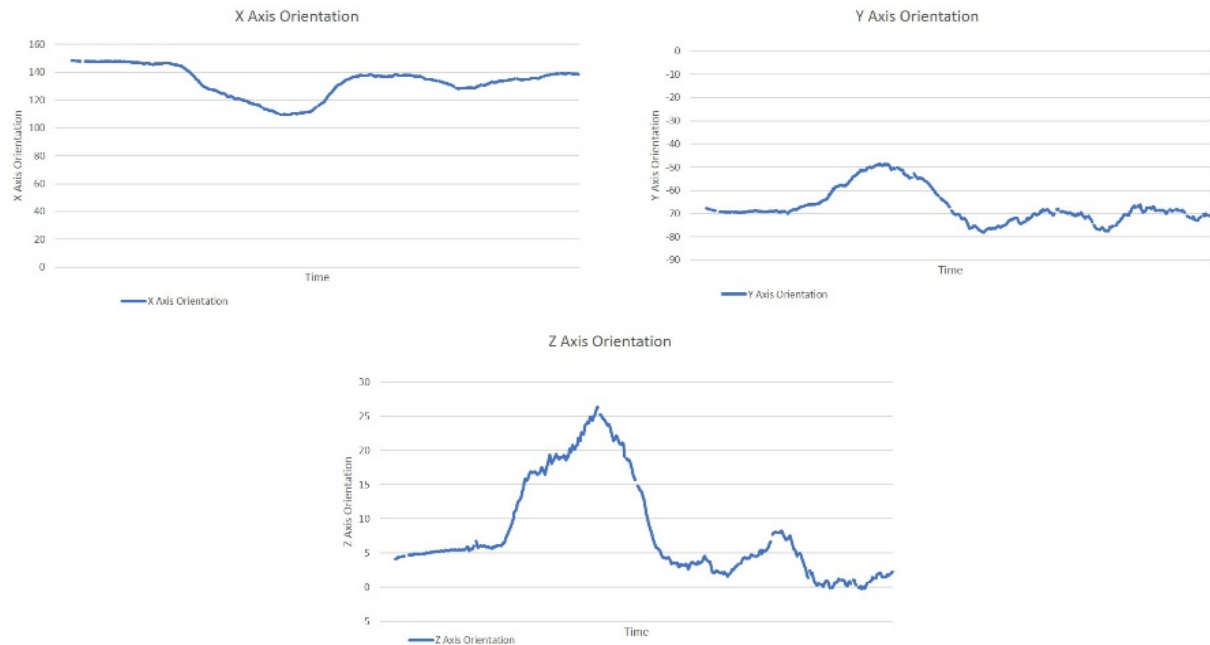 X Axis Orientation
160
140
120
100
80
60
40
20
0
X Axis Orientation
Time
X Axis Orientation
Y Axis Orientation
0
-10
-20
-30
-40
-50
-60
-70
-80
-90
Y Axis Orientation
Time
Y Axis Orientation
Z Axis Orientation
30
25
20
15
10
5
0
5
Z Axis Orientation
Time
Z Axis Orientation